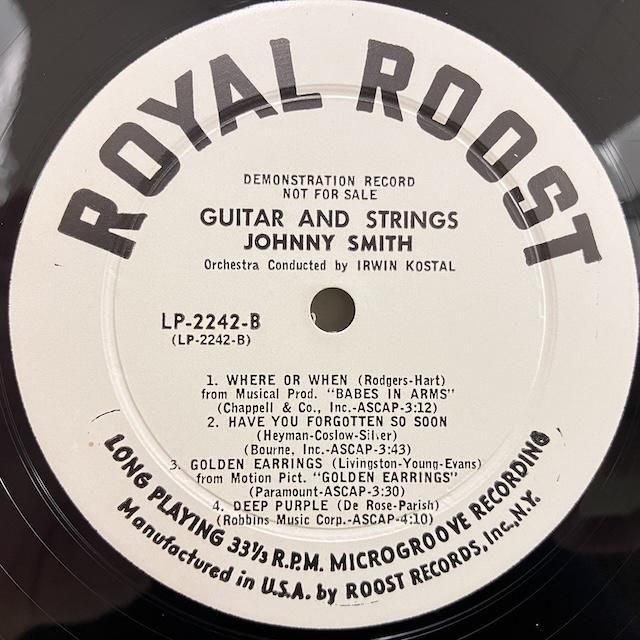 ROYAL ROOST
DEMONSTRATION RECORD
NOT FOR SALE
GUITAR AND STRINGS
JOHNNY SMITH
Orchestra Conducted by IRWIN KOSTAL
LP-2242-B
(LP-2242-B)
1. WHERE OR WHEN (Rodgers-Hart)
from Musical Prod. "BABES IN ARMS"
(Chappell & Co., Inc.-ASCAP-3:12)
2. HAVE YOU FORGOTTEN SO SOON
(Heyman-Coslow-Silver)
(Bourne, Inc.-ASCAP-3:43)
3. GOLDEN EARRINGS (Livingston-Young-Evans)
from Motion Pict. "GOLDEN EARRINGS"
(Paramount-ASCAP-3:30)
4. DEEP PURPLE (De Rose-Parish)
(Robbins Music Corp.-ASCAP-4:10)
LONG PLAYING 33⅓ R.P.M. MICROGROOVE RECORDING
Manufactured in U.S.A. by ROOST RECORDS, Inc., N.Y.